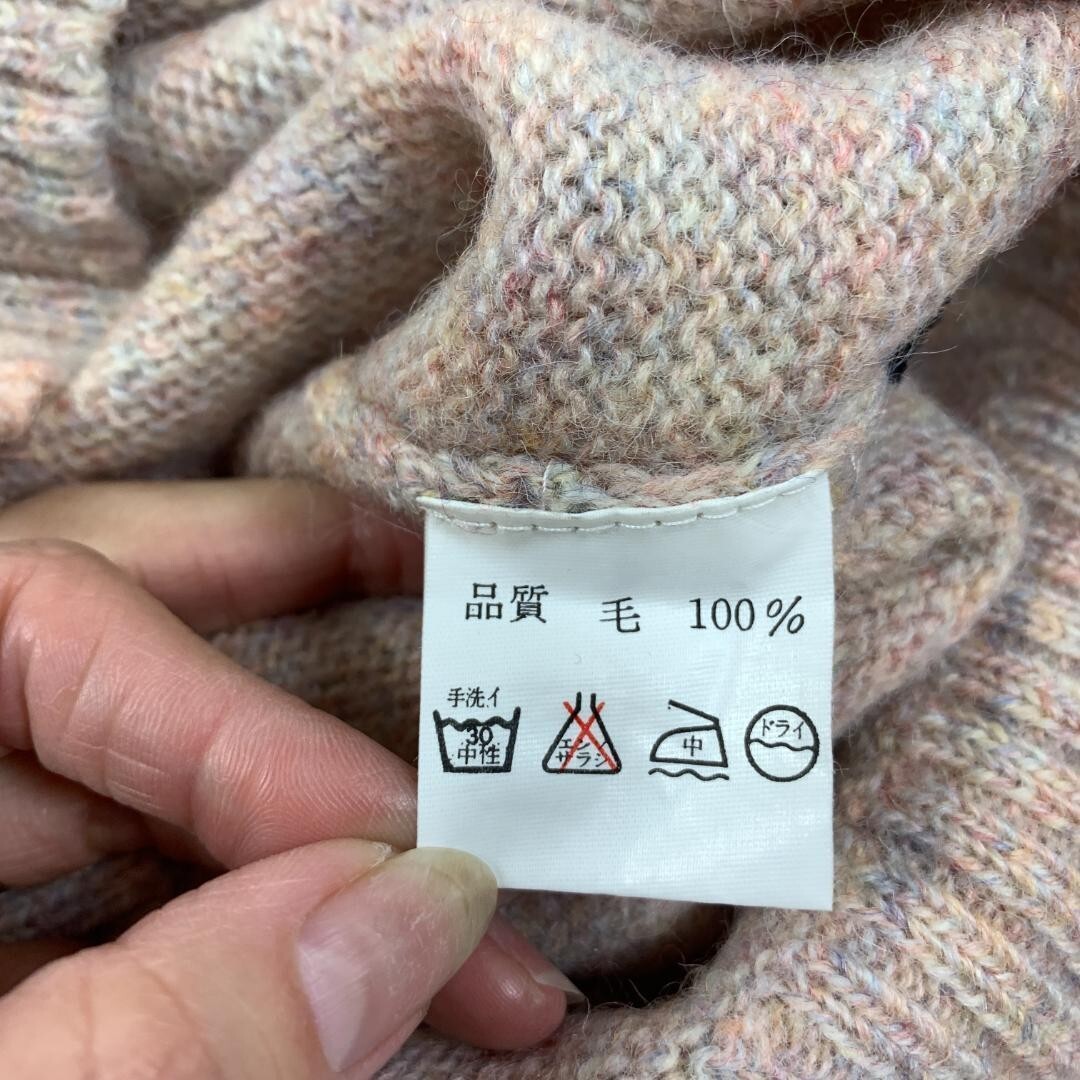 品質 毛 100%
手洗イ
30
中性
エンソ
サラシ
中
ドライ